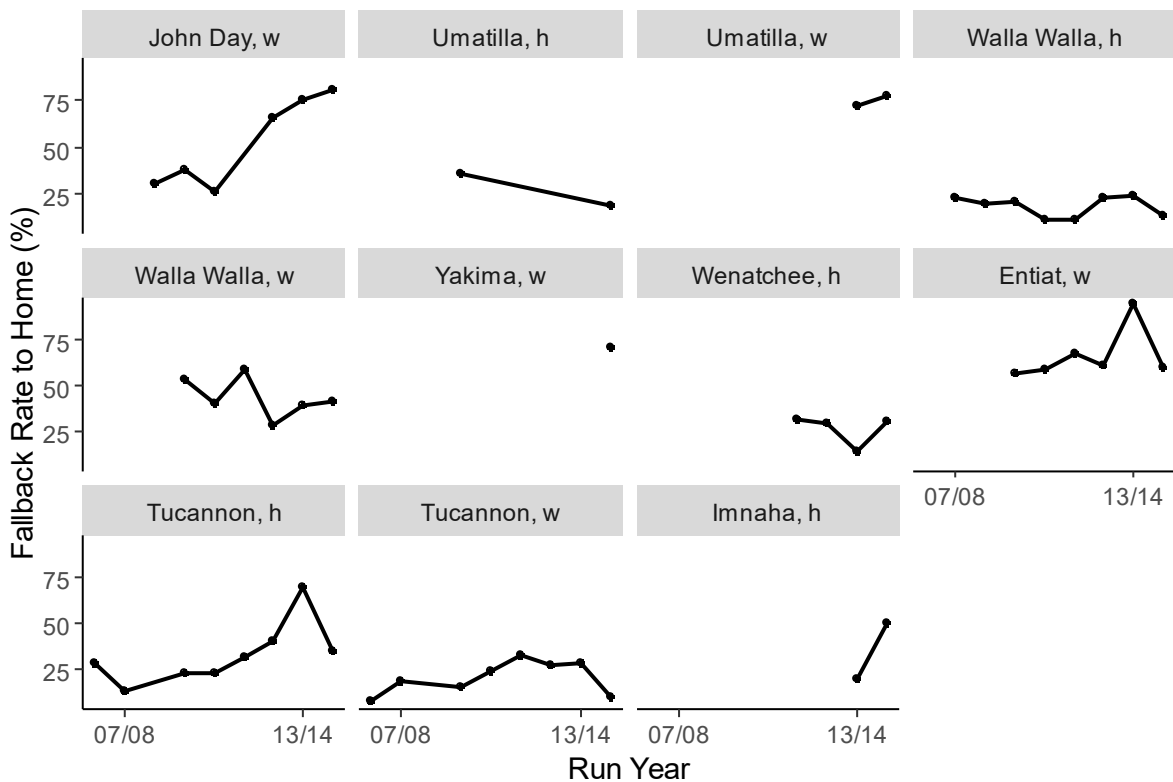 John Day, w
Umatilla, h
Umatilla, w
Walla Walla, h
75
50
25
Walla Walla, w
Yakima, w
Wenatchee, h
Entiat, w
75
50
25
07/08
13/14
Tucannon, h
Tucannon, w
Imnaha, h
75
50
25
07/08
13/14
07/08
13/14
07/08
13/14
Fallback Rate to Home (%)
Run Year